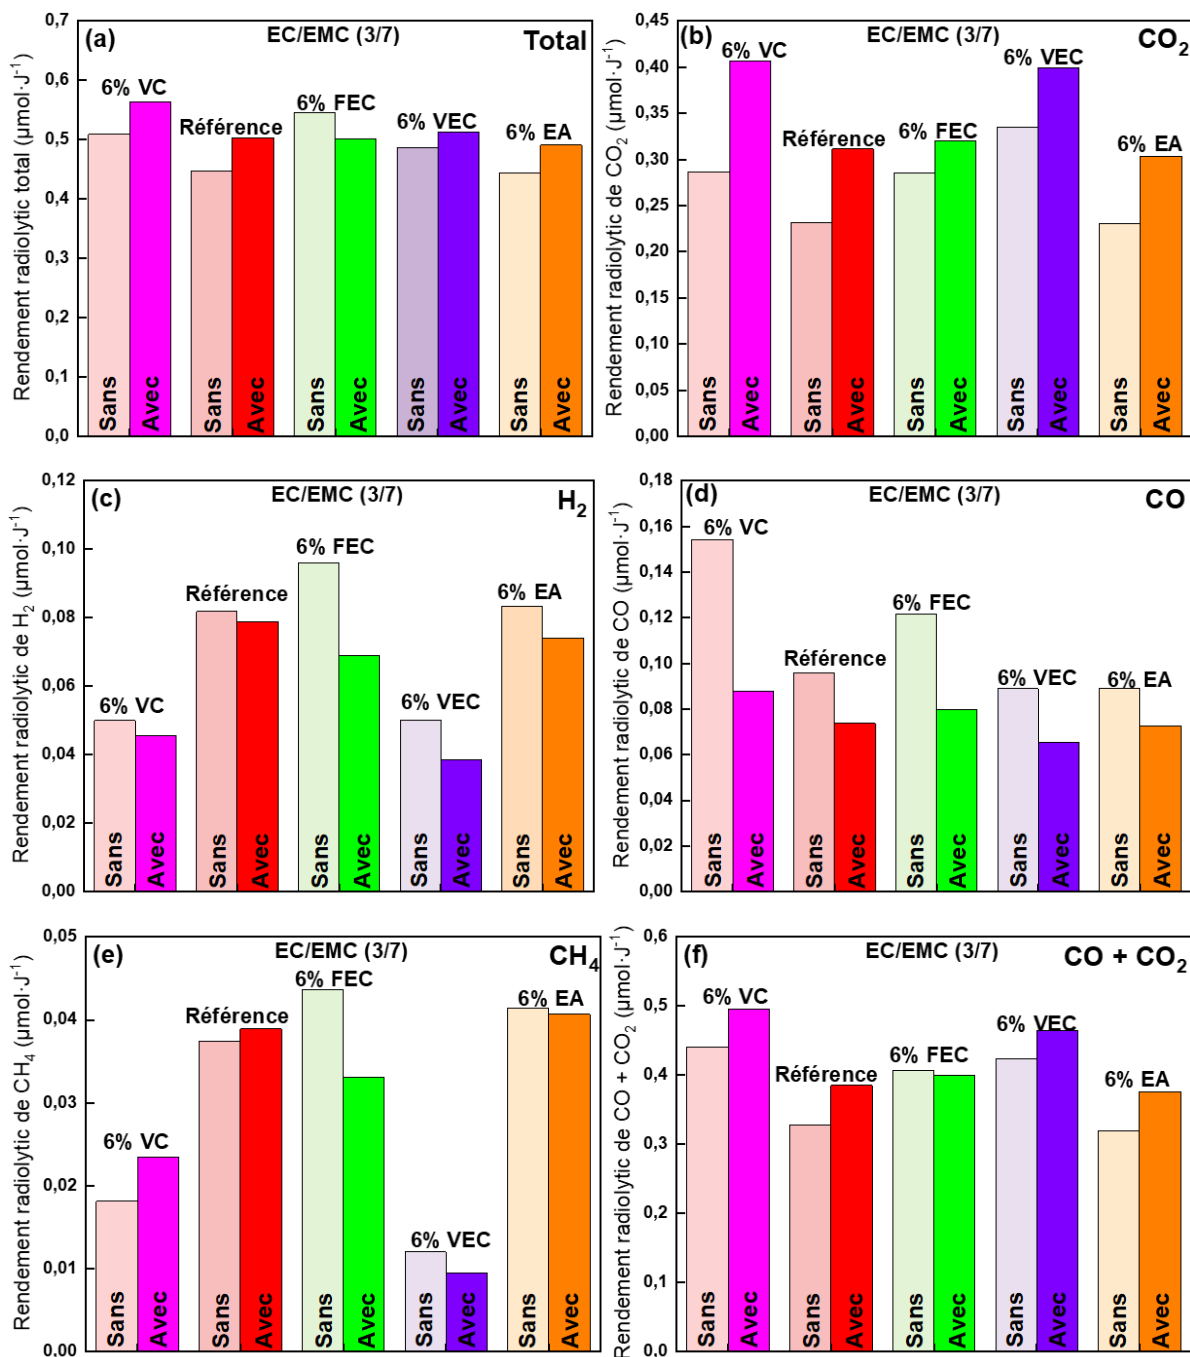 (a)
EC/EMC (3/7)
Total
Rendement radiolytic total (µmol·J⁻¹)
0,7
0,6
0,5
0,4
0,3
0,2
0,1
0,0
6% VC
Référence
6% FEC
6% VEC
6% EA
Sans
Avec
Sans
Avec
Sans
Avec
Sans
Avec
Sans
Avec
(b)
EC/EMC (3/7)
CO₂
Rendement radiolytic de CO₂ (µmol·J⁻¹)
0,45
0,40
0,35
0,30
0,25
0,20
0,15
0,10
0,05
0,00
6% VC
Référence
6% FEC
6% VEC
6% EA
Sans
Avec
Sans
Avec
Sans
Avec
Sans
Avec
Sans
Avec
(c)
EC/EMC (3/7)
H₂
Rendement radiolytic de H₂ (µmol·J⁻¹)
0,12
0,10
0,08
0,06
0,04
0,02
0,00
6% VC
Référence
6% FEC
6% VEC
6% EA
Sans
Avec
Sans
Avec
Sans
Avec
Sans
Avec
Sans
Avec
(d)
EC/EMC (3/7)
CO
Rendement radiolytic de CO (µmol·J⁻¹)
0,18
0,16
0,14
0,12
0,10
0,08
0,06
0,04
0,02
0,00
6% VC
Référence
6% FEC
6% VEC
6% EA
Sans
Avec
Sans
Avec
Sans
Avec
Sans
Avec
Sans
Avec
(e)
EC/EMC (3/7)
CH₄
Rendement radiolytic de CH₄ (µmol·J⁻¹)
0,05
0,04
0,03
0,02
0,01
0.00
6% VC
Référence
6% FEC
6% VEC
6% EA
Sans
Avec
Sans
Avec
Sans
Avec
Sans
Avec
Sans
Avec
(f)
EC/EMC (3/7)
CO + CO₂
Rendement radiolytic de CO + CO₂ (µmol·J⁻¹)
0,6
0,5
0,4
0,3
0,2
0,1
0,0
6% VC
Référence
6% FEC
6% VEC
6% EA
Sans
Avec
Sans
Avec
Sans
Avec
Sans
Avec
Sans
Avec